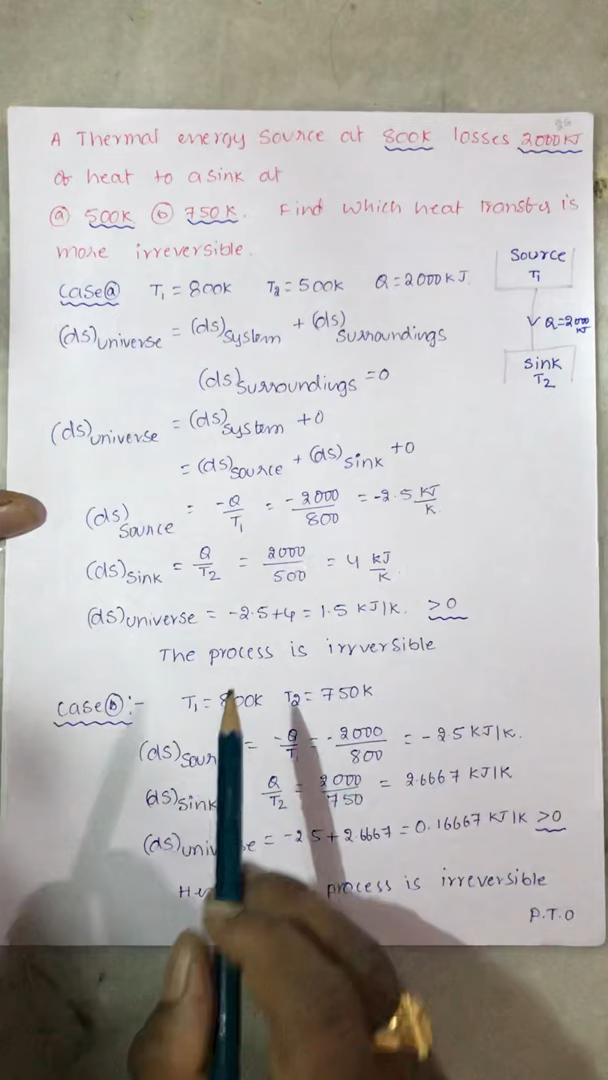 A Thermal energy Source at 800K losses 2000KJ
of heat to a sink at
ⓐ 500K ⓑ 750K. Find which heat transfer is
more irreversible.
Source
T1
Q=2000
KJ
Sink
T2
Case ⓐ T1 = 800K T2 = 500K Q = 2000KJ.
(ds)universe = (ds)system + (ds)surroundings
(ds)surroundings = 0
(ds)universe = (ds)system + 0
= (ds)source + (ds)sink + 0
(ds)source = -Q/T1 = -2000/800 = -2.5 KJ/K.
(ds)sink = Q/T2 = 2000/500 = 4 KJ/K.
(ds)universe = -2.5+4 = 1.5 KJ/K. >0
The process is irrversible
Case ⓑ:- T1 = 800K T2 = 750K
= -Q/T1 = -2000/800 = -2.5 KJ/K.
(ds)sink Q/T2 = 2000/750 = 2.6667 KJ/K
= -2.5+2.6667 = 0.16667 KJ/K >0
process is irreversible
P.T.O